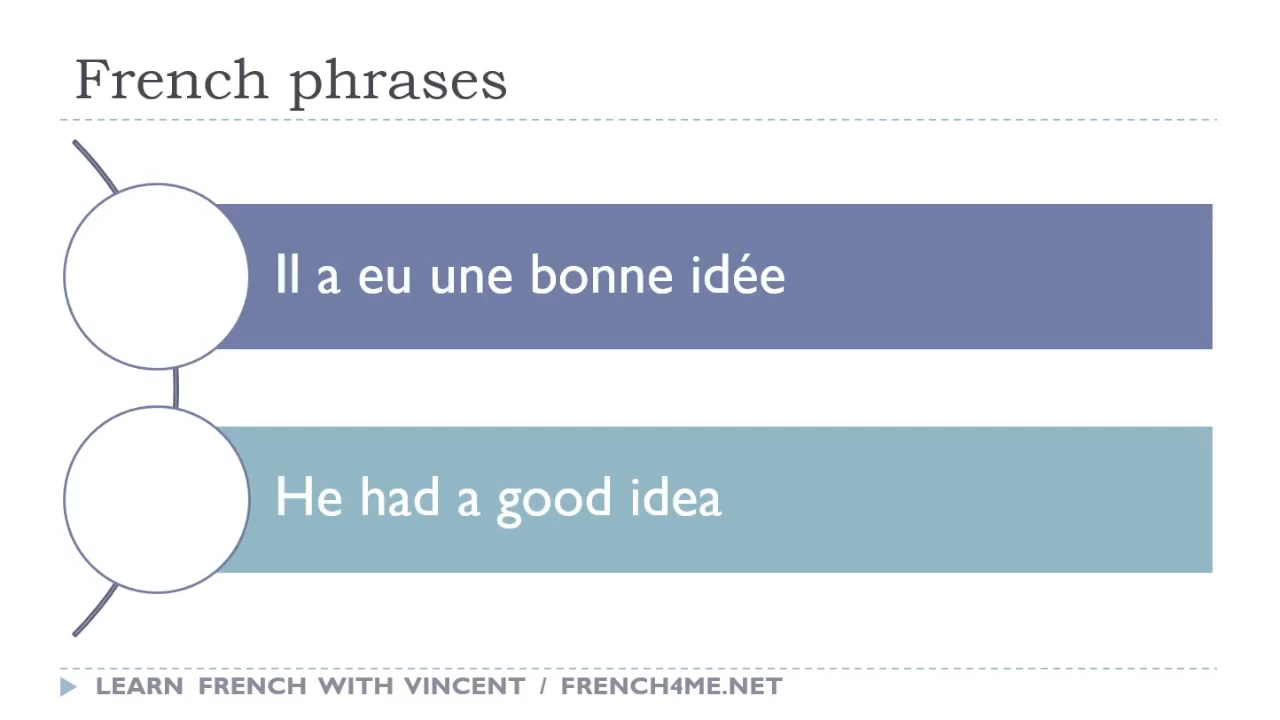 French phrases
Il a eu une bonne idée
He had a good idea
LEARN FRENCH WITH VINCENT / FRENCH4ME.NET